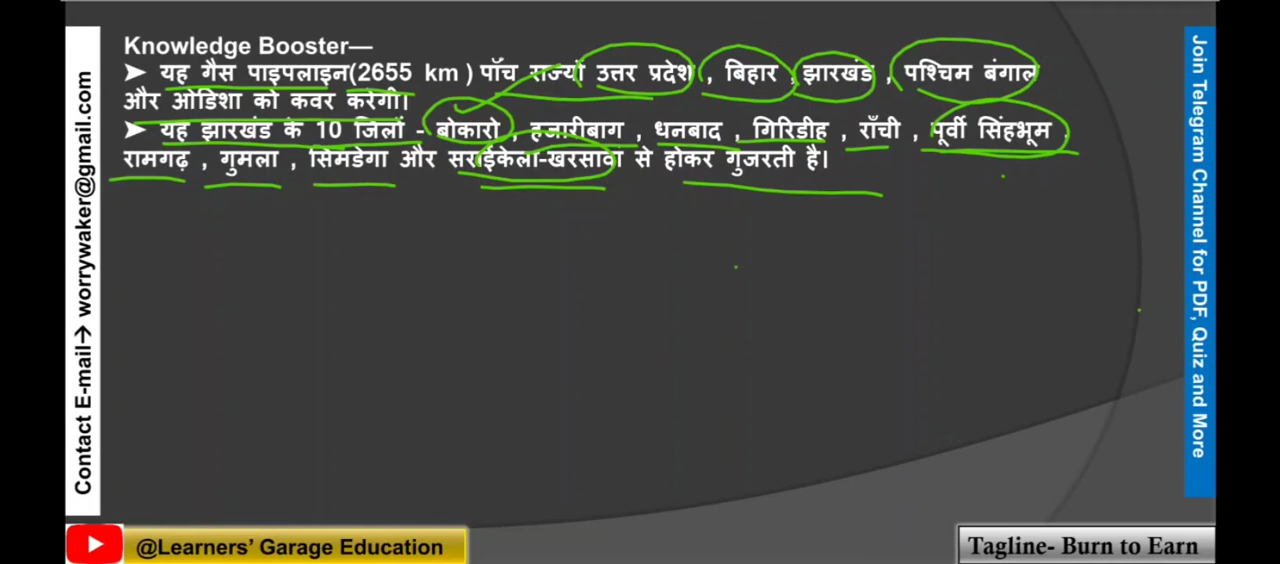 Knowledge Booster—
➤ यह गैस पाइपलाइन(2655 km ) पाँच राज्यों उत्तर प्रदेश , बिहार , झारखंड , पश्चिम बंगाल
और ओडिशा को कवर करेगी।
➤ यह झारखंड के 10 जिलों - बोकारो , हजारीबाग , धनबाद , गिरिडीह , राँची , पूर्वी सिंहभूम ,
रामगढ़ , गुमला , सिमडेगा और सराईकेला-खरसावां से होकर गुजरती है।
Contact E-mail→ worrywaker@gmail.com
Join Telegram Channel for PDF, Quiz and More
@Learners’ Garage Education
Tagline- Burn to Earn